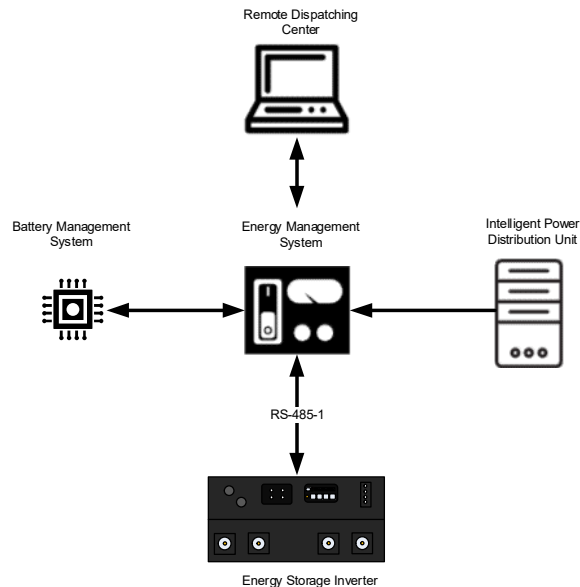 Remote Dispatching
Center
Battery Management
System
Energy Management
System
Intelligent Power
Distribution Unit
RS-485-1
Energy Storage Inverter